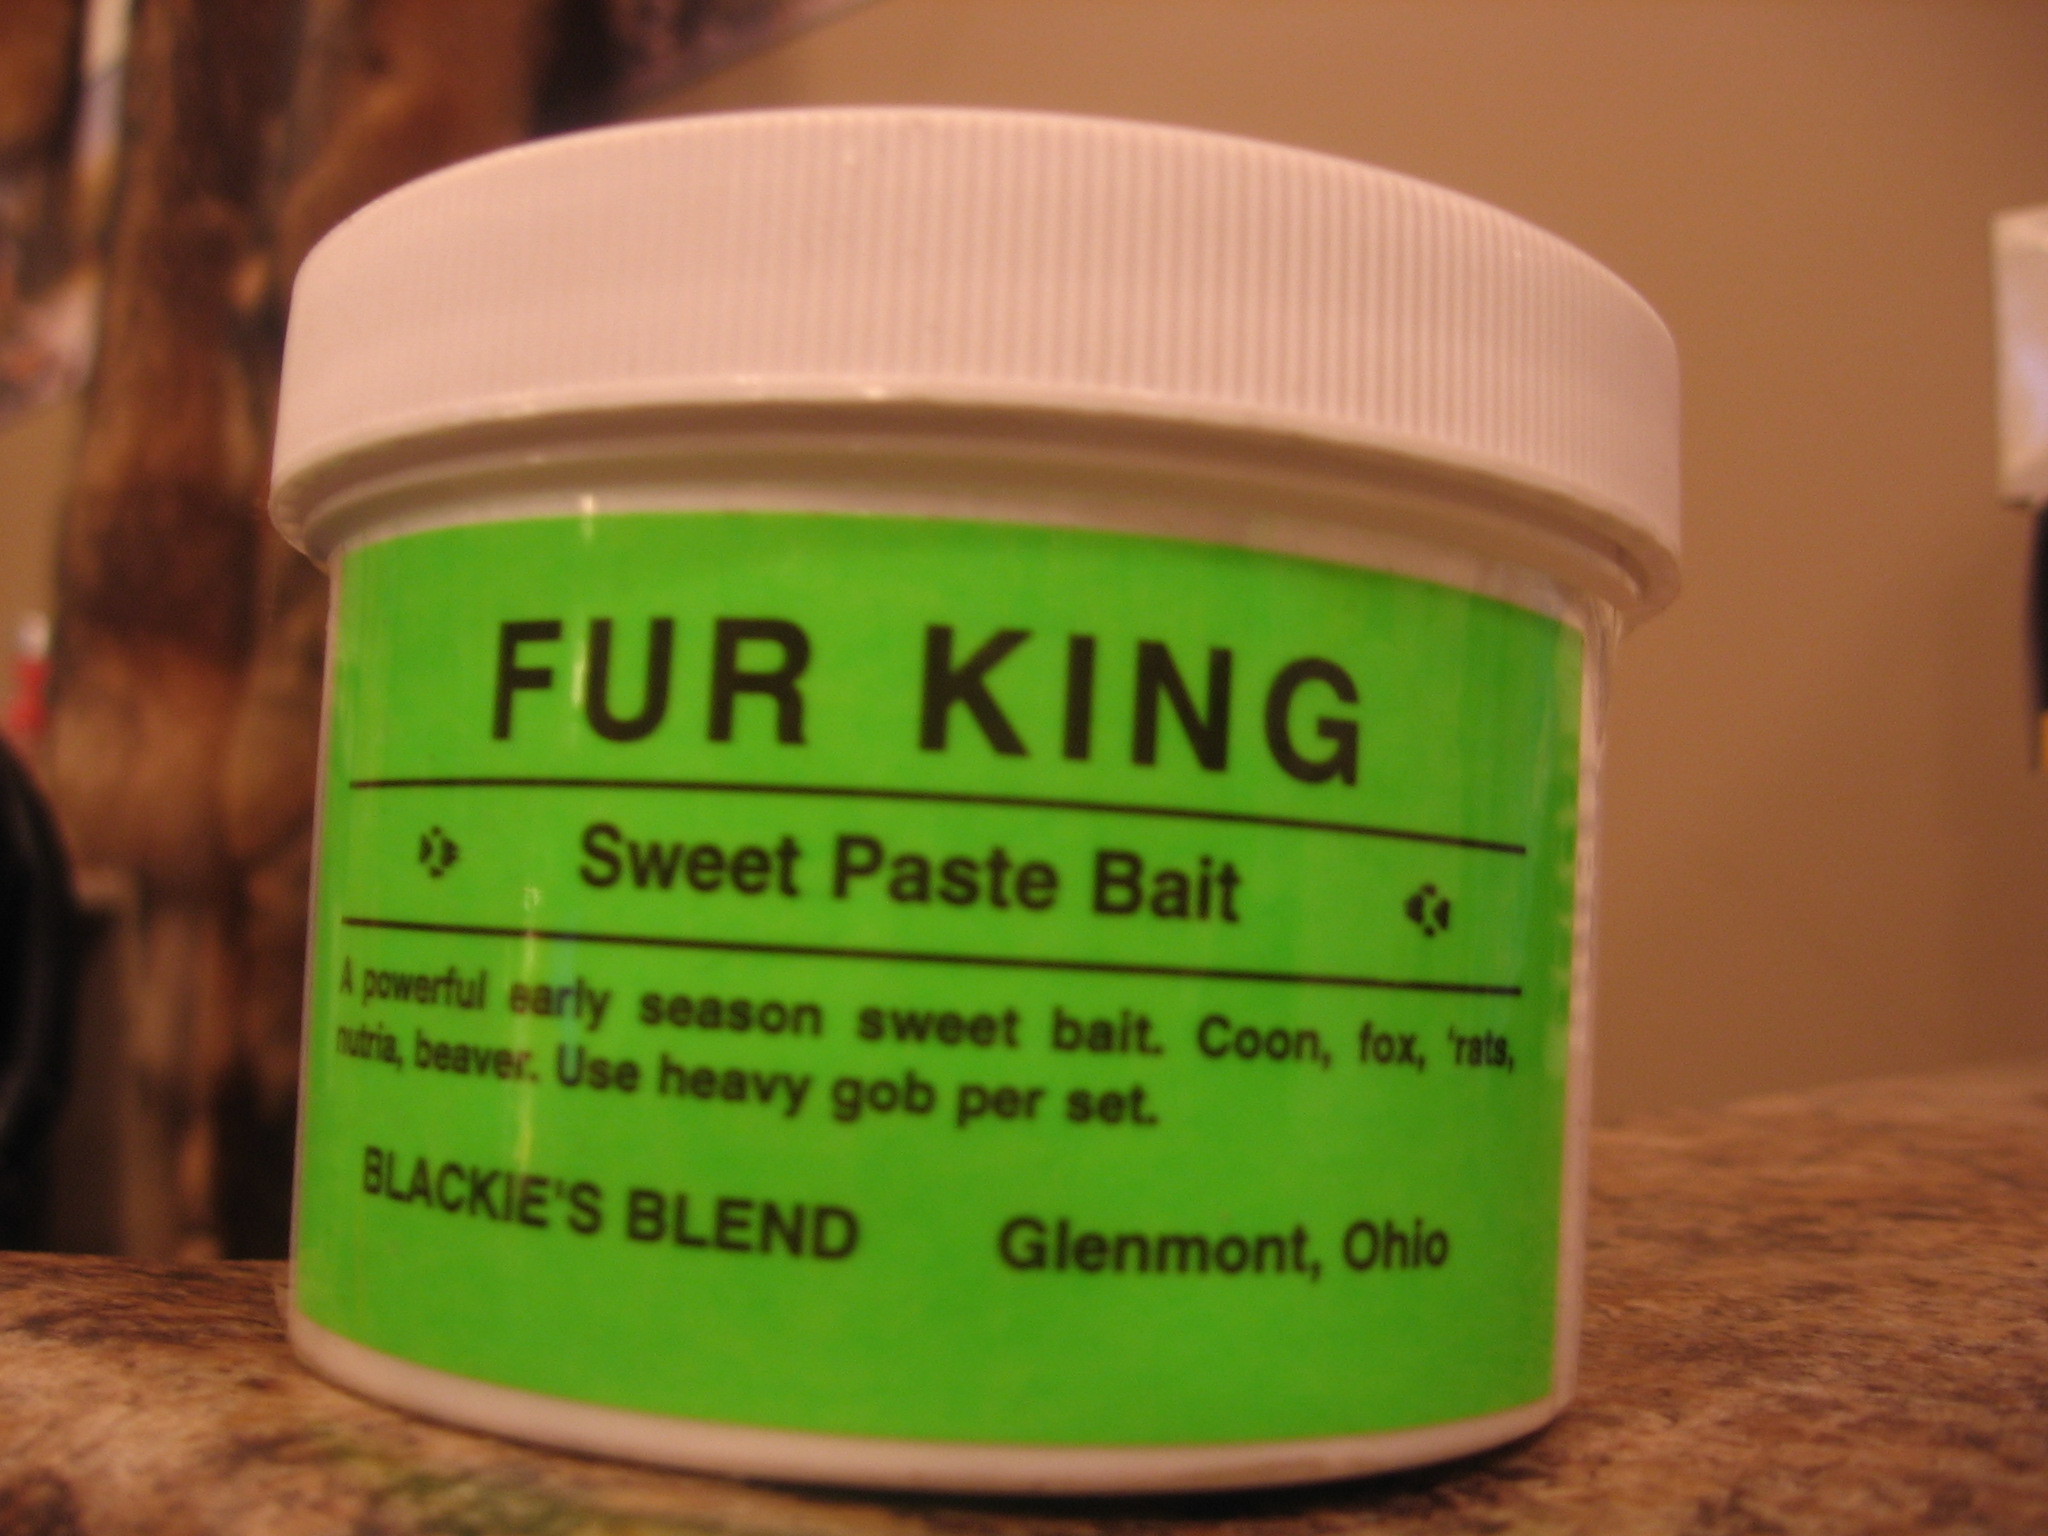 FUR KING
Sweet Paste Bait
A powerful early season sweet bait. Coon, fox, 'rats,
nutria, beaver. Use heavy gob per set.
BLACKIE'S BLEND Glenmont, Ohio